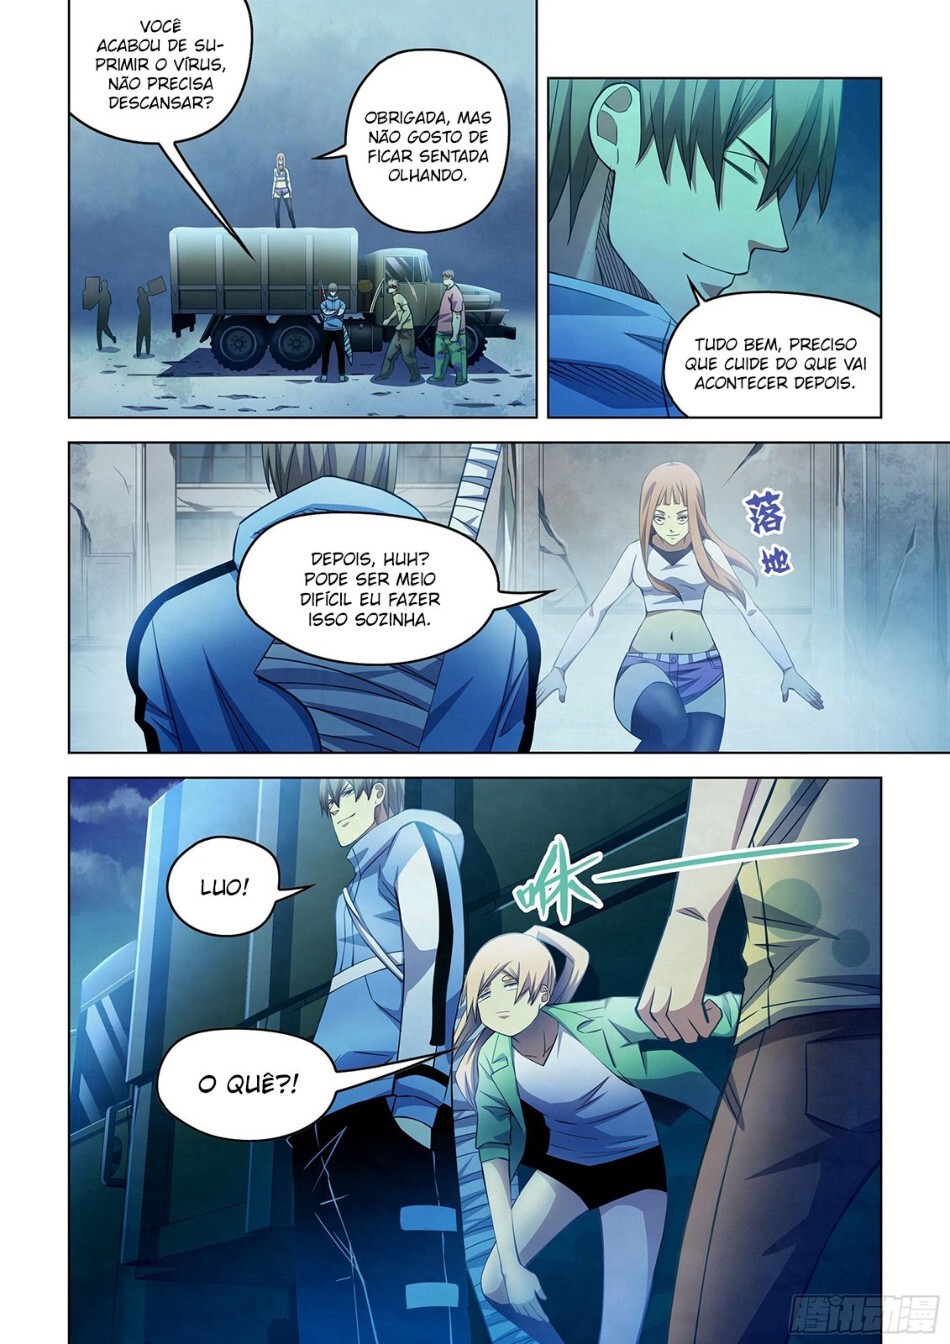 VOCÊ
ACABOU DE SU-
PRIMIR O VÍRUS,
NÃO PRECISA
DESCANSAR?
OBRIGADA, MAS
NÃO GOSTO DE
FICAR SENTADA
OLHANDO.
TUDO BEM, PRECISO
QUE CUIDE DO QUE VAI
ACONTECER DEPOIS.
DEPOIS, HUH?
PODE SER MEIO
DIFÍCIL EU FAZER
ISSO SOZINHA.
落地
LUO!
咻
O QUÊ?!
腾讯动漫